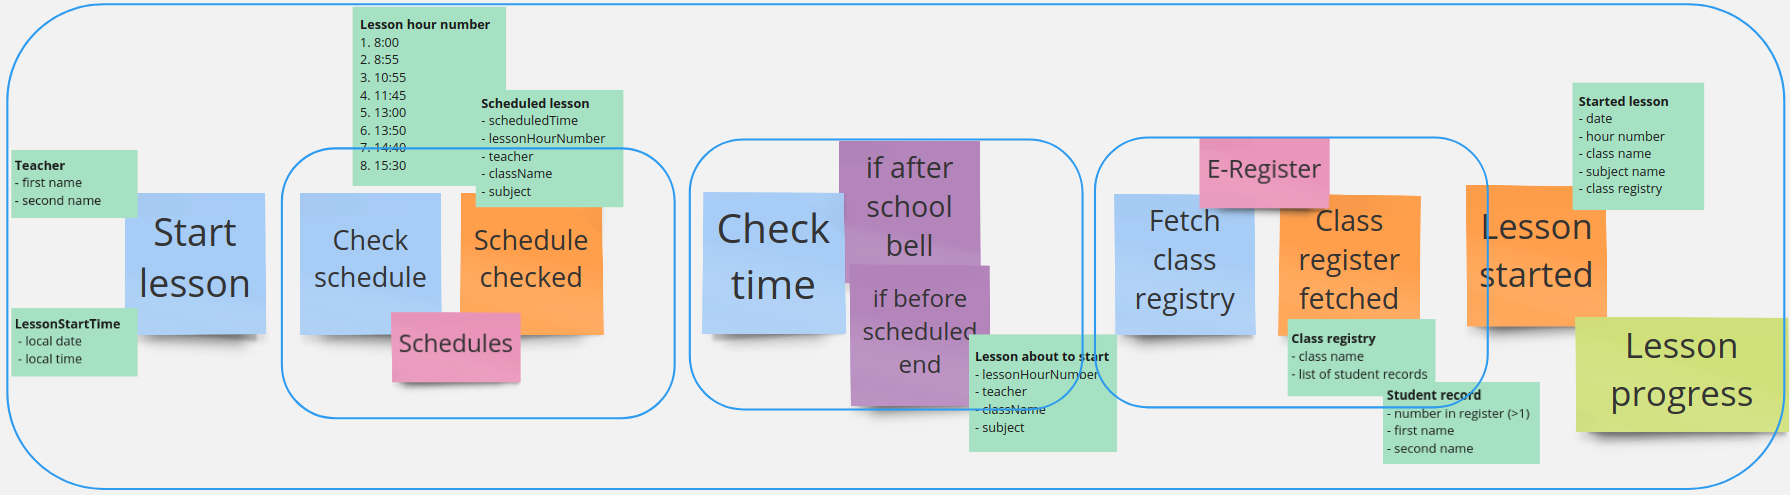 Teacher
- first name
- second name
Start
lesson
LessonStartTime
- local date
- local time
Lesson hour number
1. 8:00
2. 8:55
3. 10:55
4. 11:45
5. 13:00
6. 13:50
7. 14:40
8. 15:30
Scheduled lesson
- scheduledTime
- lessonHourNumber
- teacher
- className
- subject
Check
schedule
Schedule
checked
Schedules
Check
time
if after
school
bell
if before
scheduled
end
Lesson about to start
- lessonHourNumber
- teacher
- className
- subject
E-Register
Fetch
class
registry
Class
register
fetched
Class registry
- class name
- list of student records
Student record
- number in register (>1)
- first name
- second name
Started lesson
- date
- hour number
- class name
- subject name
- class registry
Lesson
started
Lesson
progress